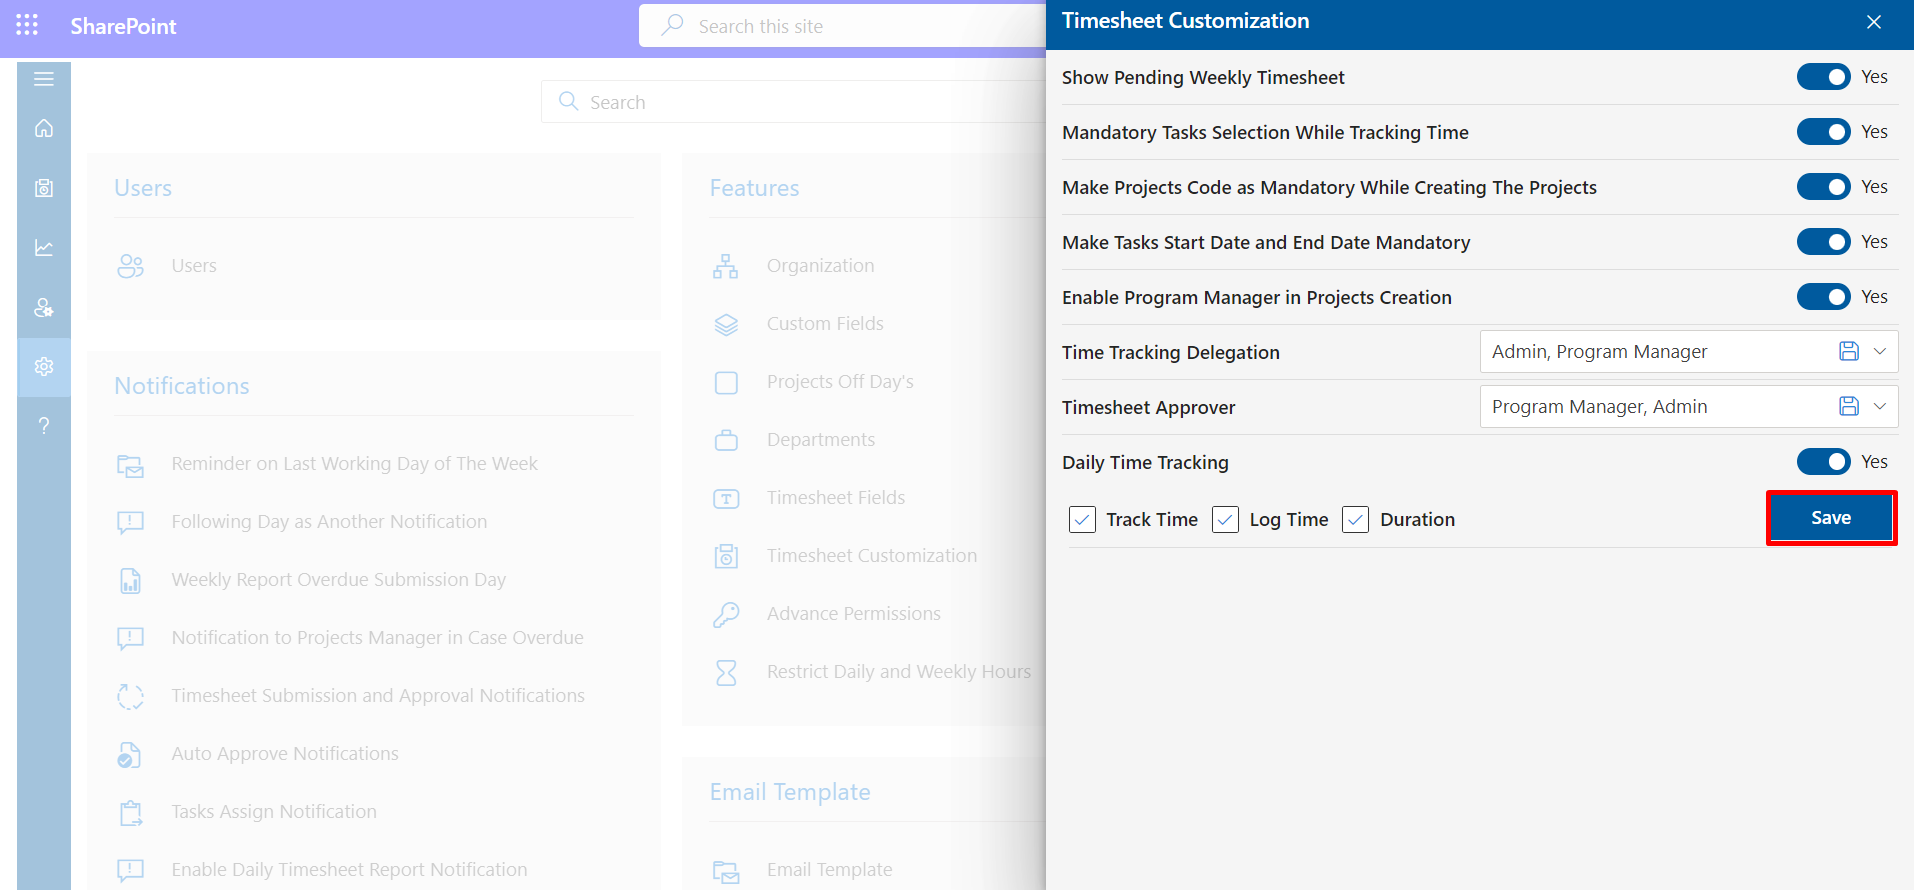 SharePoint
Search this site
Search
Users
Users
Notifications
Reminder on Last Working Day of The Week
Following Day as Another Notification
Weekly Report Overdue Submission Day
Notification to Projects Manager in Case Overdue
Timesheet Submission and Approval Notifications
Auto Approve Notifications
Tasks Assign Notification
Enable Daily Timesheet Report Notification
Features
Organization
Custom Fields
Projects Off Day's
Departments
Timesheet Fields
Timesheet Customization
Advance Permissions
Restrict Daily and Weekly Hours
Email Template
Email Template
Timesheet Customization
Show Pending Weekly Timesheet Yes
Mandatory Tasks Selection While Tracking Time Yes
Make Projects Code as Mandatory While Creating The Projects Yes
Make Tasks Start Date and End Date Mandatory Yes
Enable Program Manager in Projects Creation Yes
Time Tracking Delegation Admin, Program Manager
Timesheet Approver Program Manager, Admin
Daily Time Tracking Yes
Track Time Log Time Duration Save